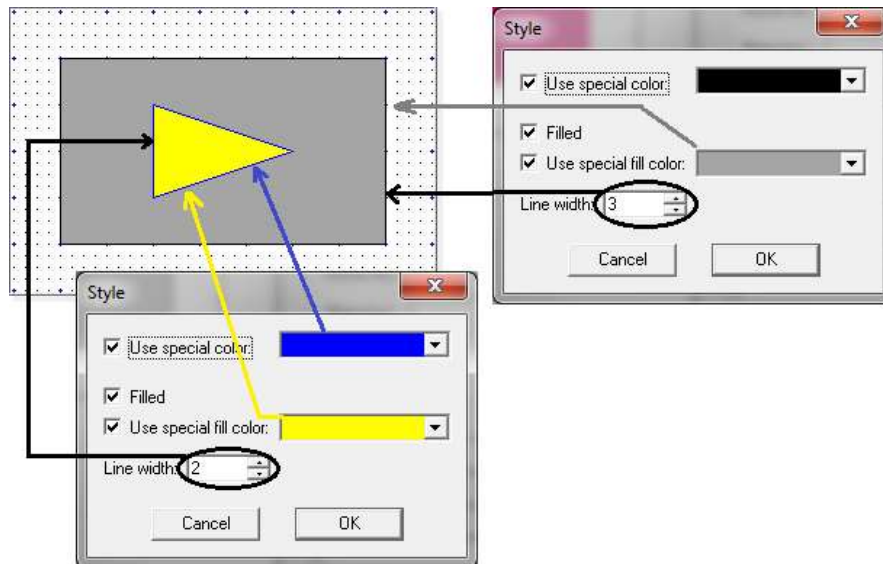 Style
Use special color:
Filled
Use special fill color:
Line width: 3
Cancel OK
Style
Use special color:
Filled
Use special fill color:
Line width: 2
Cancel OK